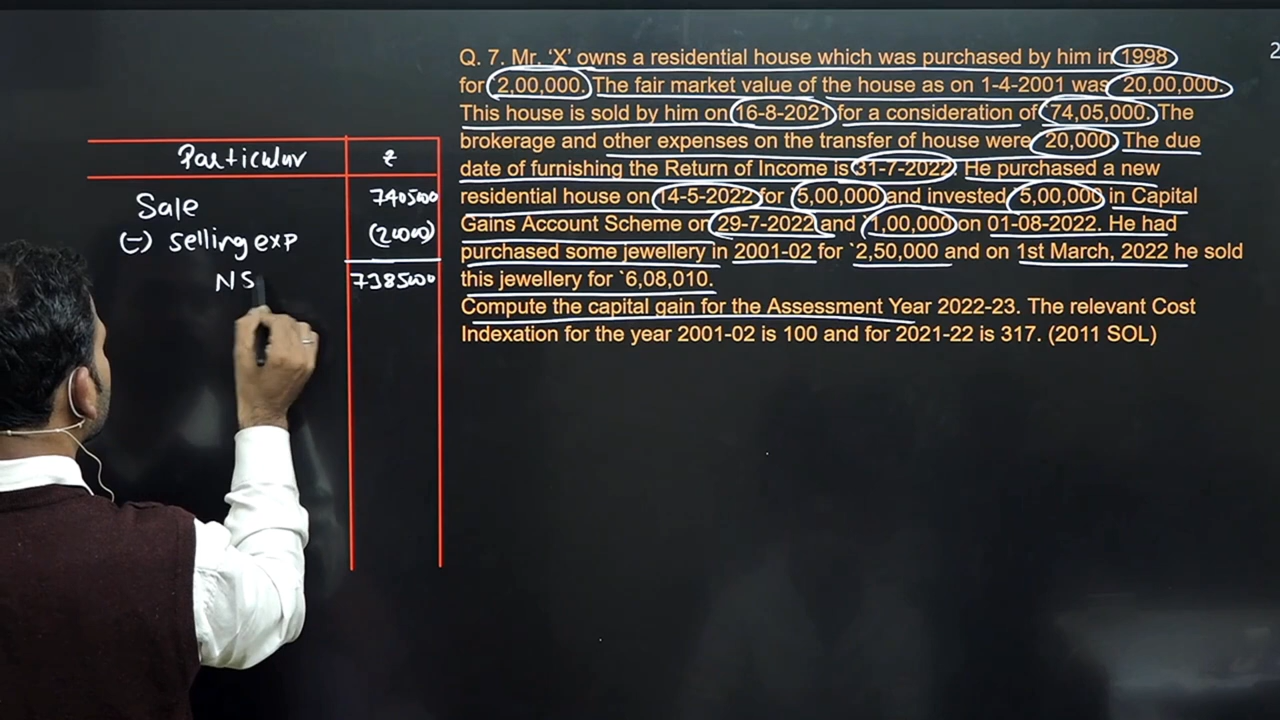 Particular ₹
Sale 7405000
(-) selling exp (20000)
NS 7385000
Q. 7. Mr. ‘X’ owns a residential house which was purchased by him in 1998
for `2,00,000. The fair market value of the house as on 1-4-2001 was `20,00,000.
This house is sold by him on 16-8-2021 for a consideration of `74,05,000. The
brokerage and other expenses on the transfer of house were `20,000. The due
date of furnishing the Return of Income is 31-7-2022. He purchased a new
residential house on 14-5-2022 for `5,00,000 and invested `5,00,000 in Capital
Gains Account Scheme on 29-7-2022 and `1,00,000 on 01-08-2022. He had
purchased some jewellery in 2001-02 for `2,50,000 and on 1st March, 2022 he sold
this jewellery for `6,08,010.
Compute the capital gain for the Assessment Year 2022-23. The relevant Cost
Indexation for the year 2001-02 is 100 and for 2021-22 is 317. (2011 SOL)
2